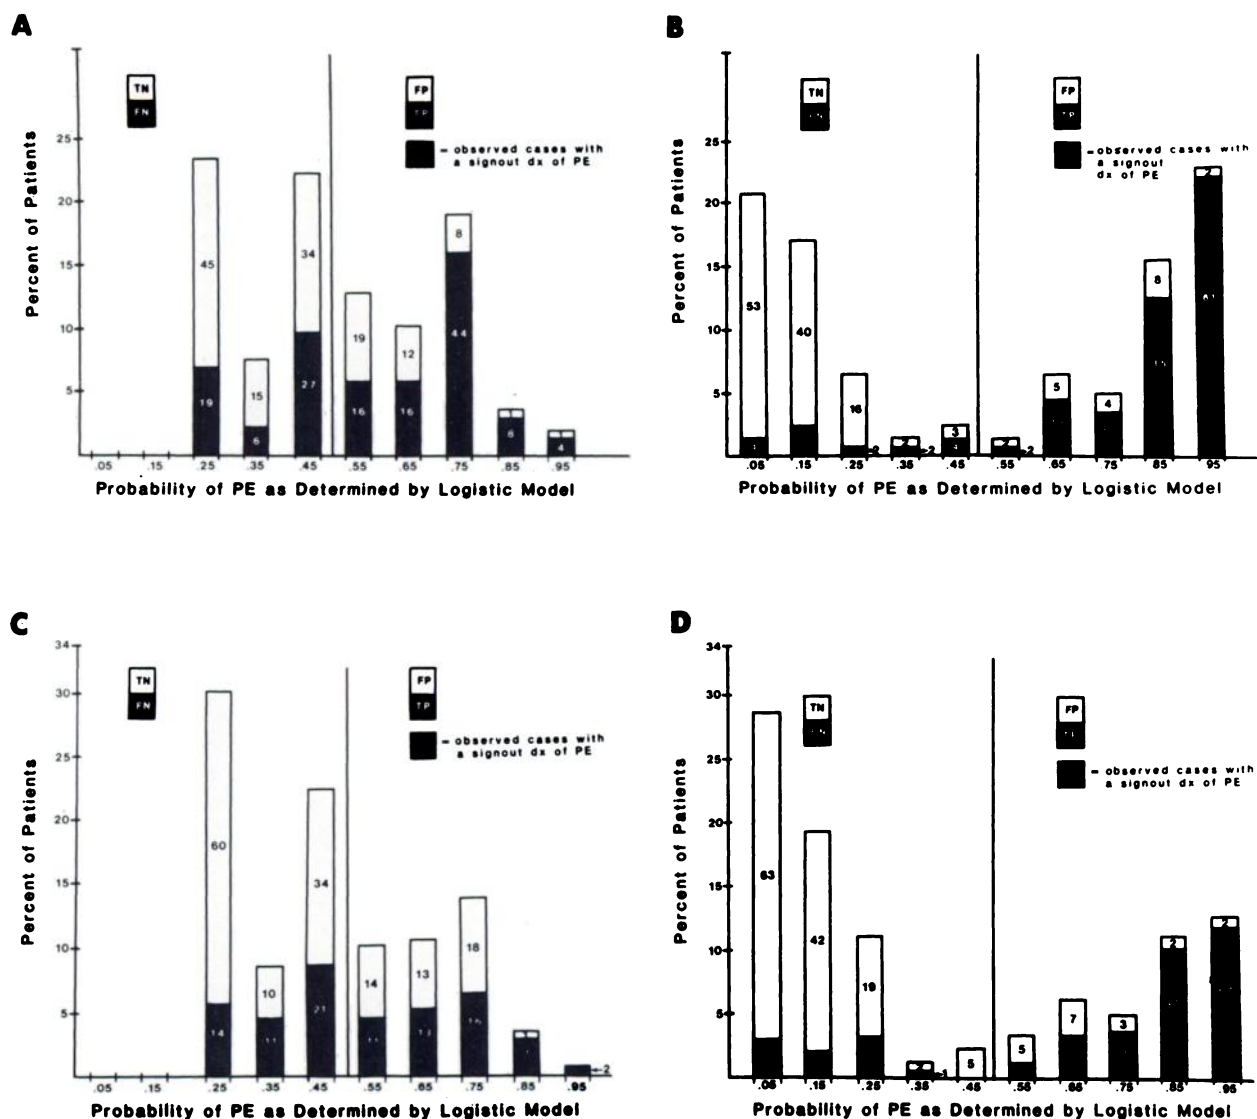 A
TN
FN
FP
TP
– observed cases with
a signout dx of PE
25
20
15
10
5
Percent of Patients
45
19
15
6
34
27
19
16
12
16
8
44
1
8
1
4
.05 .15 .25 .35 .45 .55 .65 .75 .85 .95
Probability of PE as Determined by Logistic Model
B
TN
FP
TP
– observed cases with
a signout
dx of PE
25
20
15
10
5
Percent of Patients
53
40
16
2
2
2
3
2
2
5
4
8
2
.05 .15 .25 .35 .45 .55 .65 .75 .85 .95
Probability of PE as Determined by Logistic Model
C
TN
FN
FP
TP
– observed cases with
a signout dx of PE
34
30
25
20
15
10
5
Percent of Patients
60
14
10
11
34
21
14
11
13
18
1
2
.05 .15 .25 .35 .45 .55 .65 .75 .85 .95
Probability of PE as Determined by Logistic Model
D
TN
FP
– observed cases with
a signout dx of PE
34
30
25
20
15
10
5
Percent of Patients
63
42
19
2
1
5
5
7
3
2
2
.05 .15 .25 .35 .45 .55 .65 .75 .85 .95
Probability of PE as Determined by Logistic Model